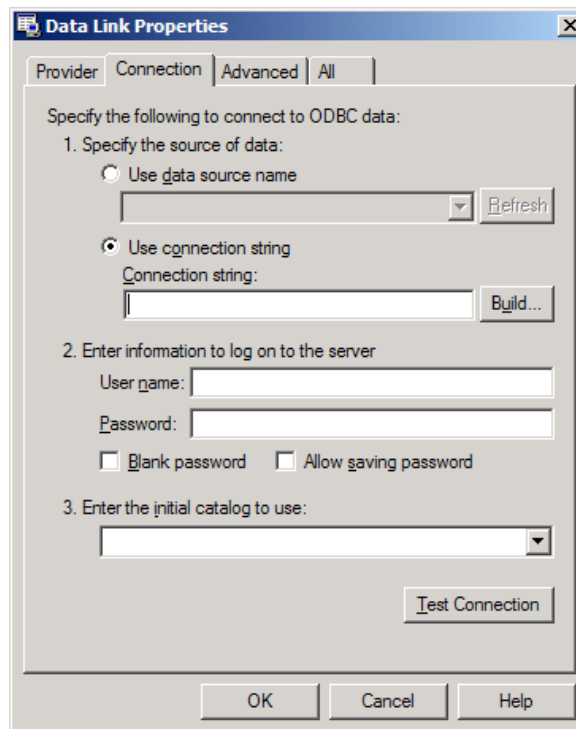 Data Link Properties
Provider Connection Advanced All
Specify the following to connect to ODBC data:
1. Specify the source of data:
Use data source name
Refresh
Use connection string
Connection string:
Build...
2. Enter information to log on to the server
User name:
Password:
Blank password Allow saving password
3. Enter the initial catalog to use:
Test Connection
OK Cancel Help